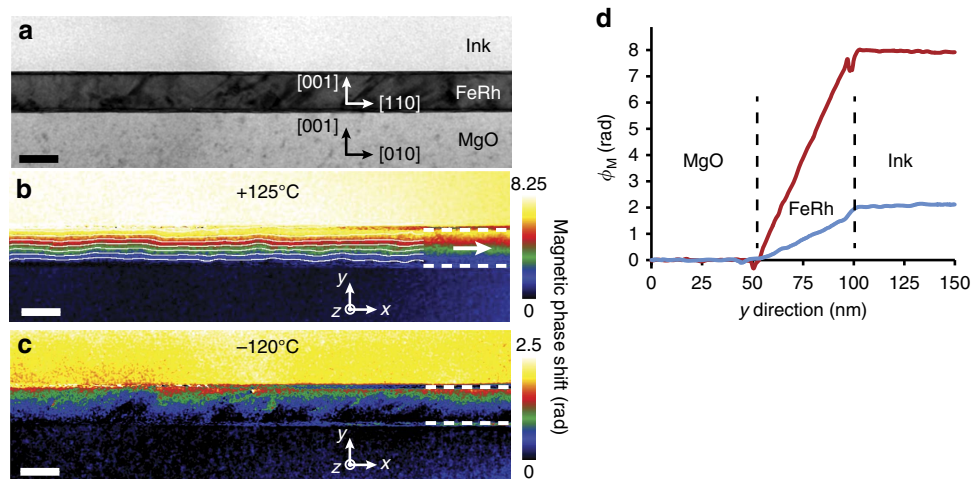 a
Ink
[001]
FeRh
[110]
[001]
MgO
[010]
b
+125°C
8.25
y
z
x
0
c
−120°C
2.5
y
z
x
0
Magnetic phase shift (rad)
d
8
7
6
5
4
3
2
1
0
ϕM (rad)
MgO
FeRh
Ink
0
25
50
75
100
125
150
y direction (nm)